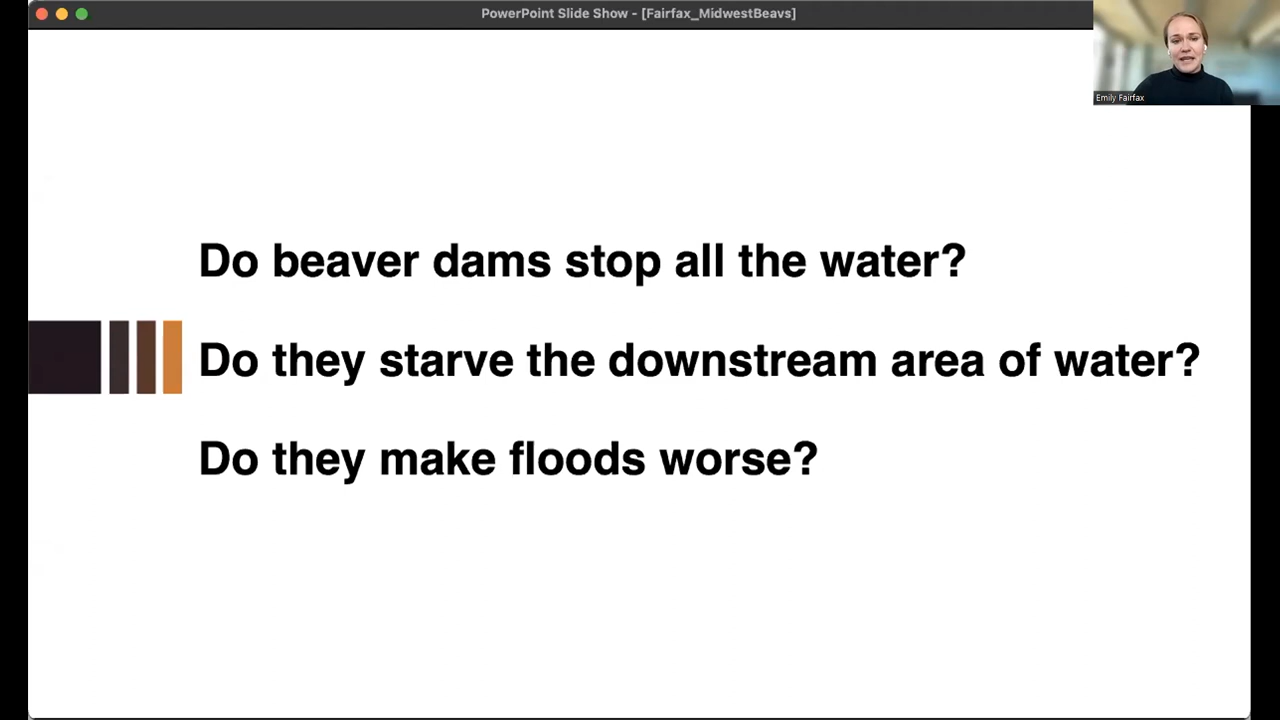 PowerPoint Slide Show - [Fairfax_MidwestBeavs]
Emily Fairfax
Do beaver dams stop all the water?
Do they starve the downstream area of water?
Do they make floods worse?